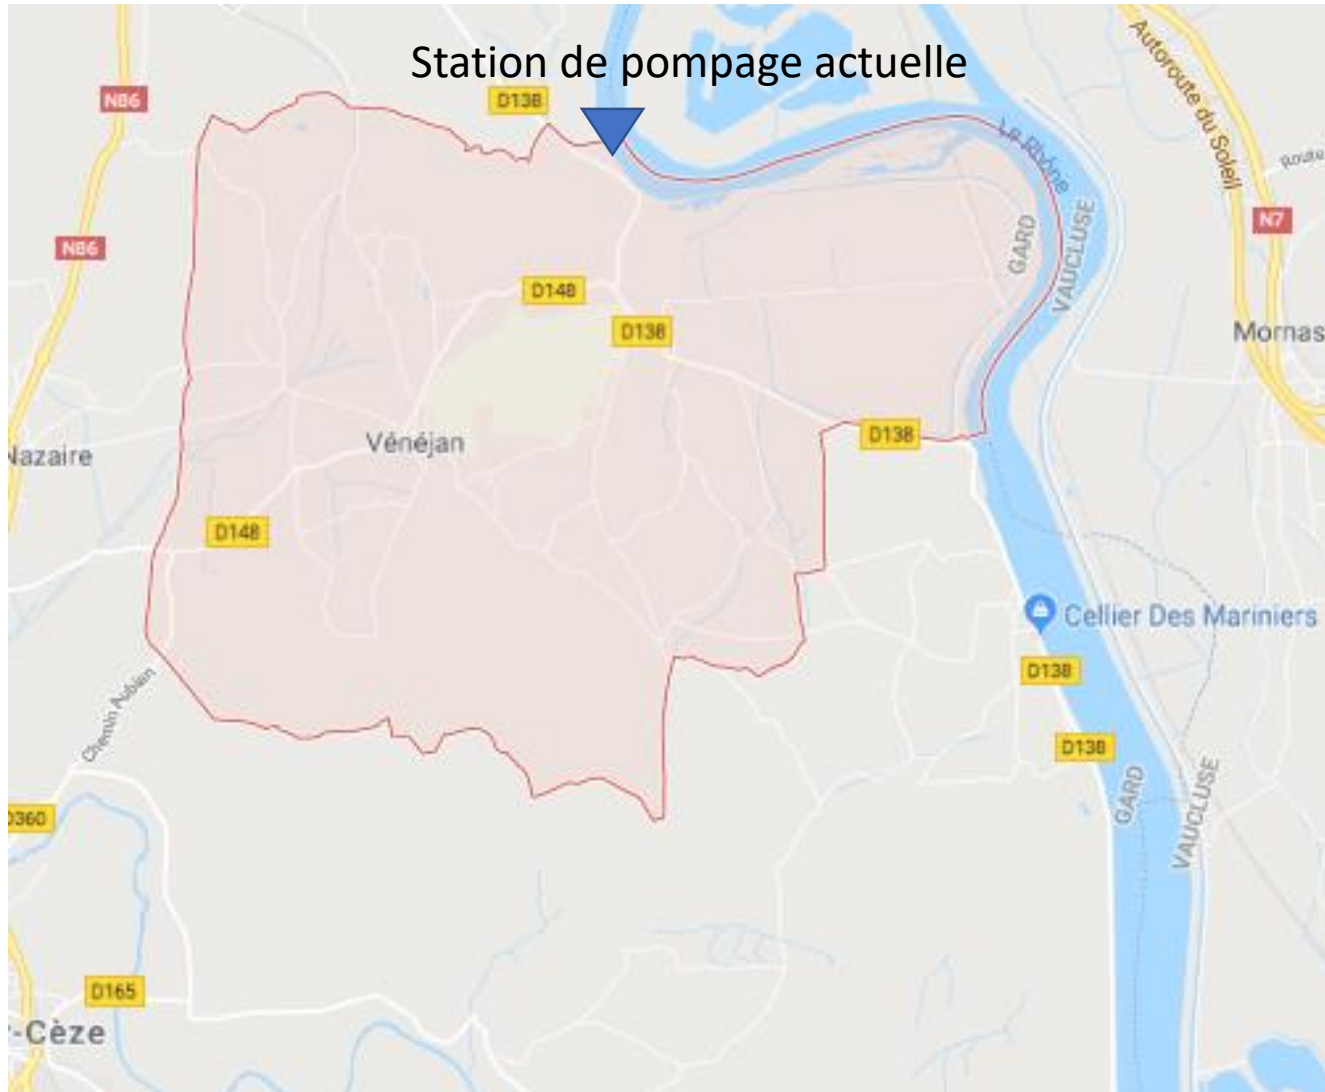 Station de pompage actuelle
Autoroute du Soleil
N86
D138
Le Rhône
Route
N86
GARD
VAUCLUSE
N7
D148
D138
Mornas
Vénéjan
D138
Nazaire
D148
Cellier Des Mariniers
D138
Chemin Aubien
D138
GARD
VAUCLUSE
D360
D165
-Cèze